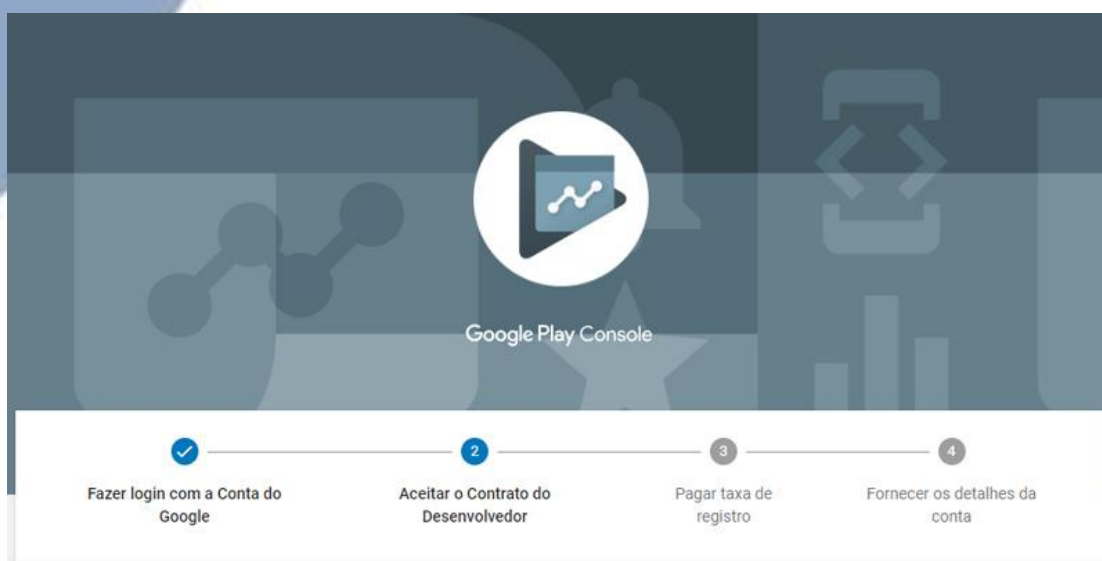 Google Play Console
2
3
4
Fazer login com a Conta do
Google
Aceitar o Contrato do
Desenvolvedor
Pagar taxa de
registro
Fornecer os detalhes da
conta